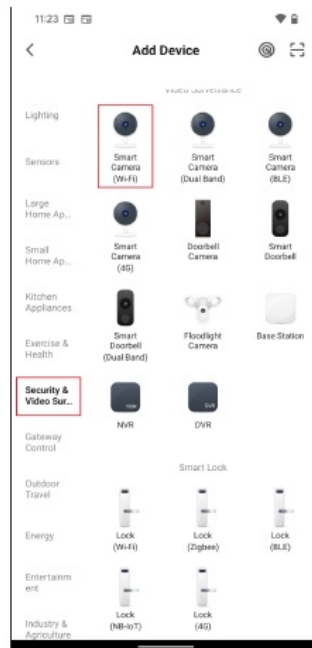 11:23
Add Device
Video Surveillance
Lighting
Sensors
Large
Home Ap...
Small
Home Ap...
Kitchen
Appliances
Exercise &
Health
Security &
Video Sur...
Gateway
Control
Outdoor
Travel
Energy
Entertainm
ent
Industry &
Agriculture
Smart
Camera
(Wi-Fi)
Smart
Camera
(Dual Band)
Smart
Camera
(BLE)
Smart
Camera
(4G)
Doorbell
Camera
Smart
Doorbell
Smart
Doorbell
(Dual Band)
Floodlight
Camera
Base Station
NVR
NVR
DVR
DVR
Smart Lock
Lock
(Wi-Fi)
Lock
(Zigbee)
Lock
(BLE)
Lock
(NB-IoT)
Lock
(4G)